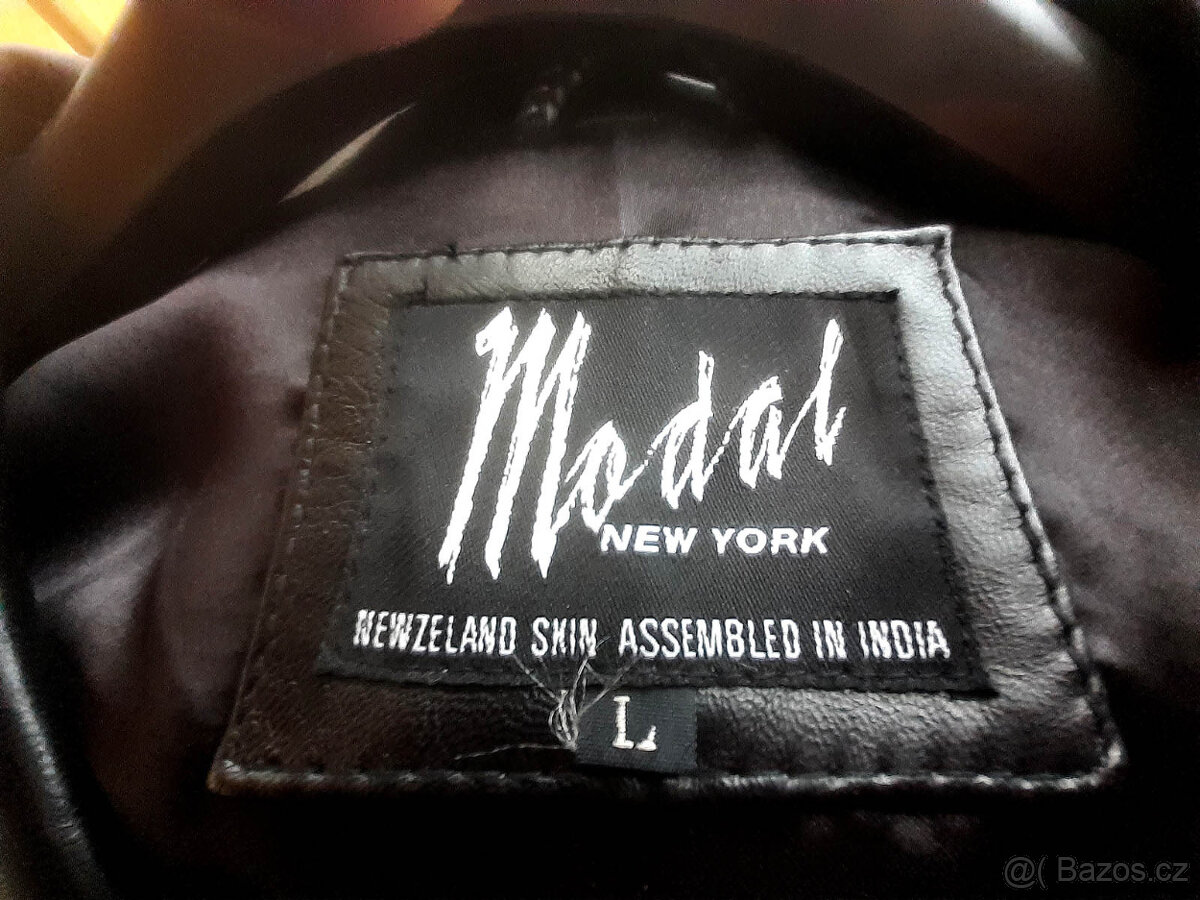 Modal
NEW YORK
NEWZELAND SKIN ASSEMBLED IN INDIA
L
@( Bazos.cz